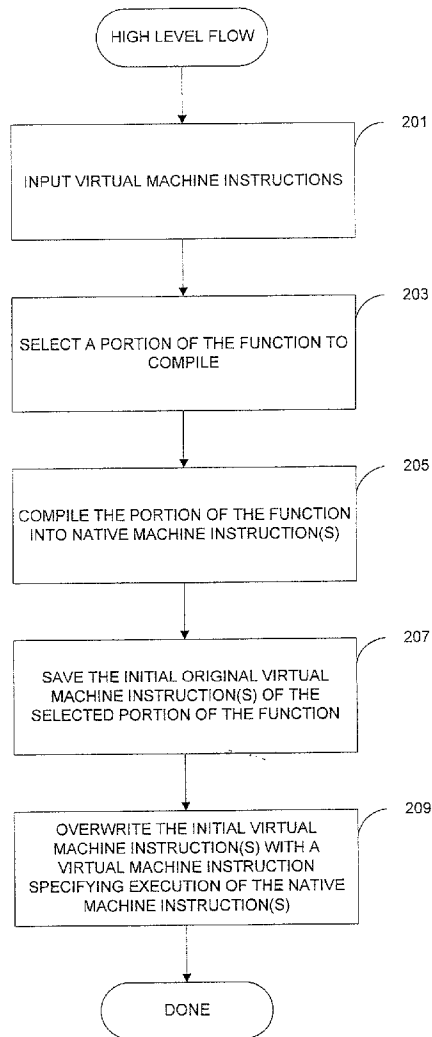 HIGH LEVEL FLOW
201
INPUT VIRTUAL MACHINE INSTRUCTIONS
203
SELECT A PORTION OF THE FUNCTION TO
COMPILE
205
COMPILE THE PORTION OF THE FUNCTION
INTO NATIVE MACHINE INSTRUCTION(S)
207
SAVE THE INITIAL ORIGINAL VIRTUAL
MACHINE INSTRUCTION(S) OF THE
SELECTED PORTION OF THE FUNCTION
209
OVERWRITE THE INITIAL VIRTUAL
MACHINE INSTRUCTION(S) WITH A
VIRTUAL MACHINE INSTRUCTION
SPECIFYING EXECUTION OF THE NATIVE
MACHINE INSTRUCTION(S)
DONE